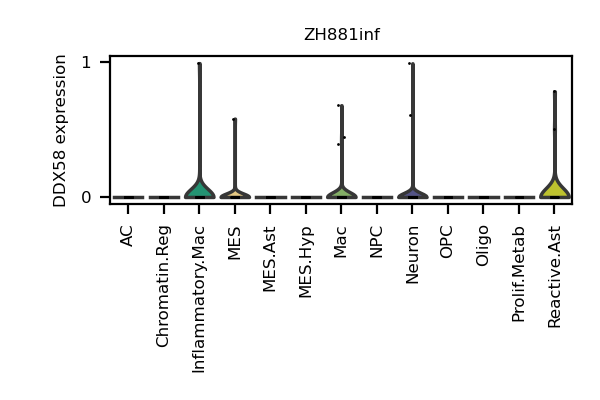 ZH881inf
DDX58 expression
1
0
AC
Chromatin.Reg
Inflammatory.Mac
MES
MES.Ast
MES.Hyp
Mac
NPC
Neuron
OPC
Oligo
Prolif.Metab
Reactive.Ast